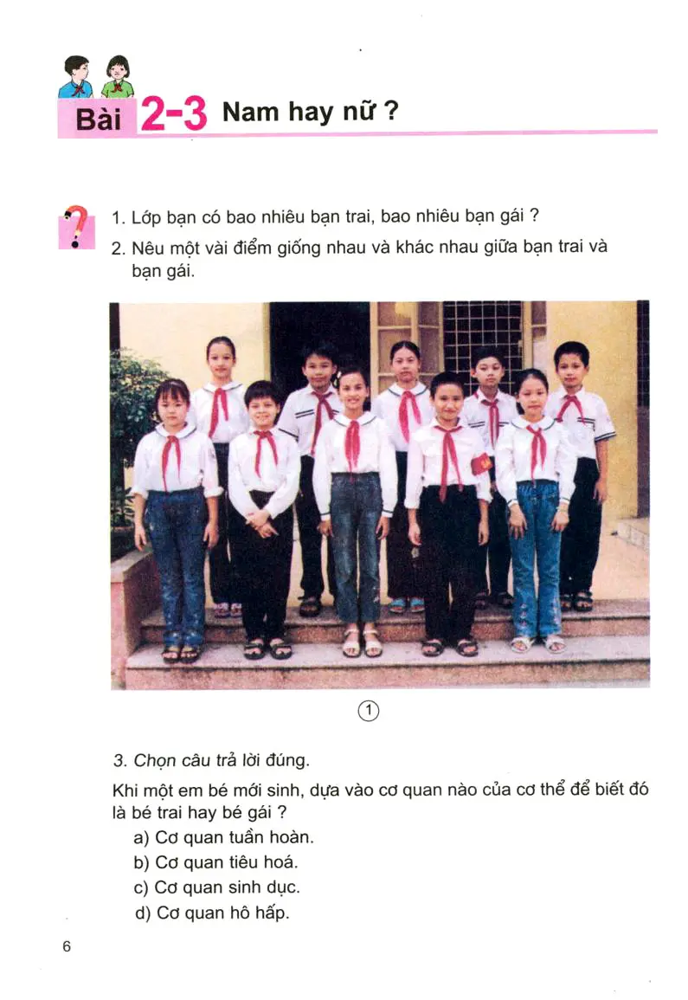 Bài 2-3 Nam hay nữ ?
1. Lớp bạn có bao nhiêu bạn trai, bao nhiêu bạn gái ?
2. Nêu một vài điểm giống nhau và khác nhau giữa bạn trai và
bạn gái.
1
3. Chọn câu trả lời đúng.
Khi một em bé mới sinh, dựa vào cơ quan nào của cơ thể để biết đó
là bé trai hay bé gái ?
a) Cơ quan tuần hoàn.
b) Cơ quan tiêu hoá.
c) Cơ quan sinh dục.
d) Cơ quan hô hấp.
6